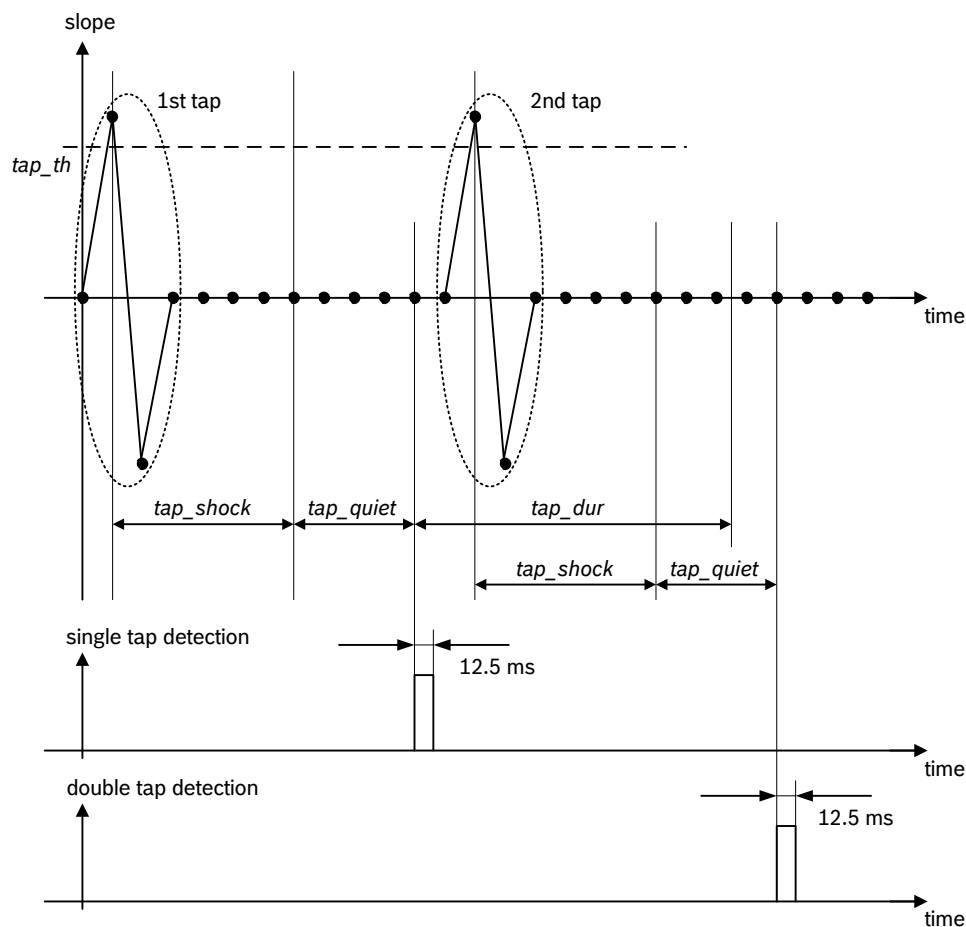 slope
1st tap
2nd tap
tap_th
time
tap_shock
tap_quiet
tap_dur
tap_shock
tap_quiet
single tap detection
12.5 ms
time
double tap detection
12.5 ms
time